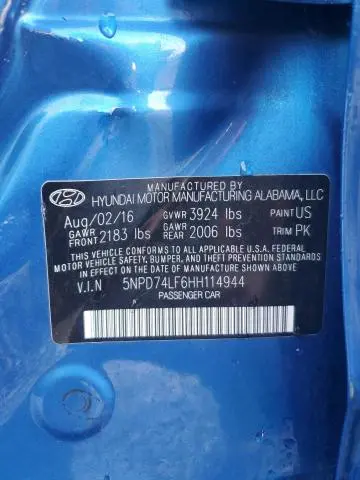 MANUFACTURED BY
HYUNDAI MOTOR MANUFACTURING ALABAMA, LLC
Aug/02/16 GVWR 3924 lbs PAINT US
GAWR FRONT 2183 lbs GAWR REAR 2006 lbs TRIM PK
THIS VEHICLE CONFORMS TO ALL APPLICABLE U.S.A. FEDERAL
MOTOR VEHICLE SAFETY, BUMPER, AND THEFT PREVENTION STANDARDS
IN EFFECT ON THE DATE OF MANUFACTURE SHOWN ABOVE.
V.I.N 5NPD74LF6HH114944
PASSENGER CAR